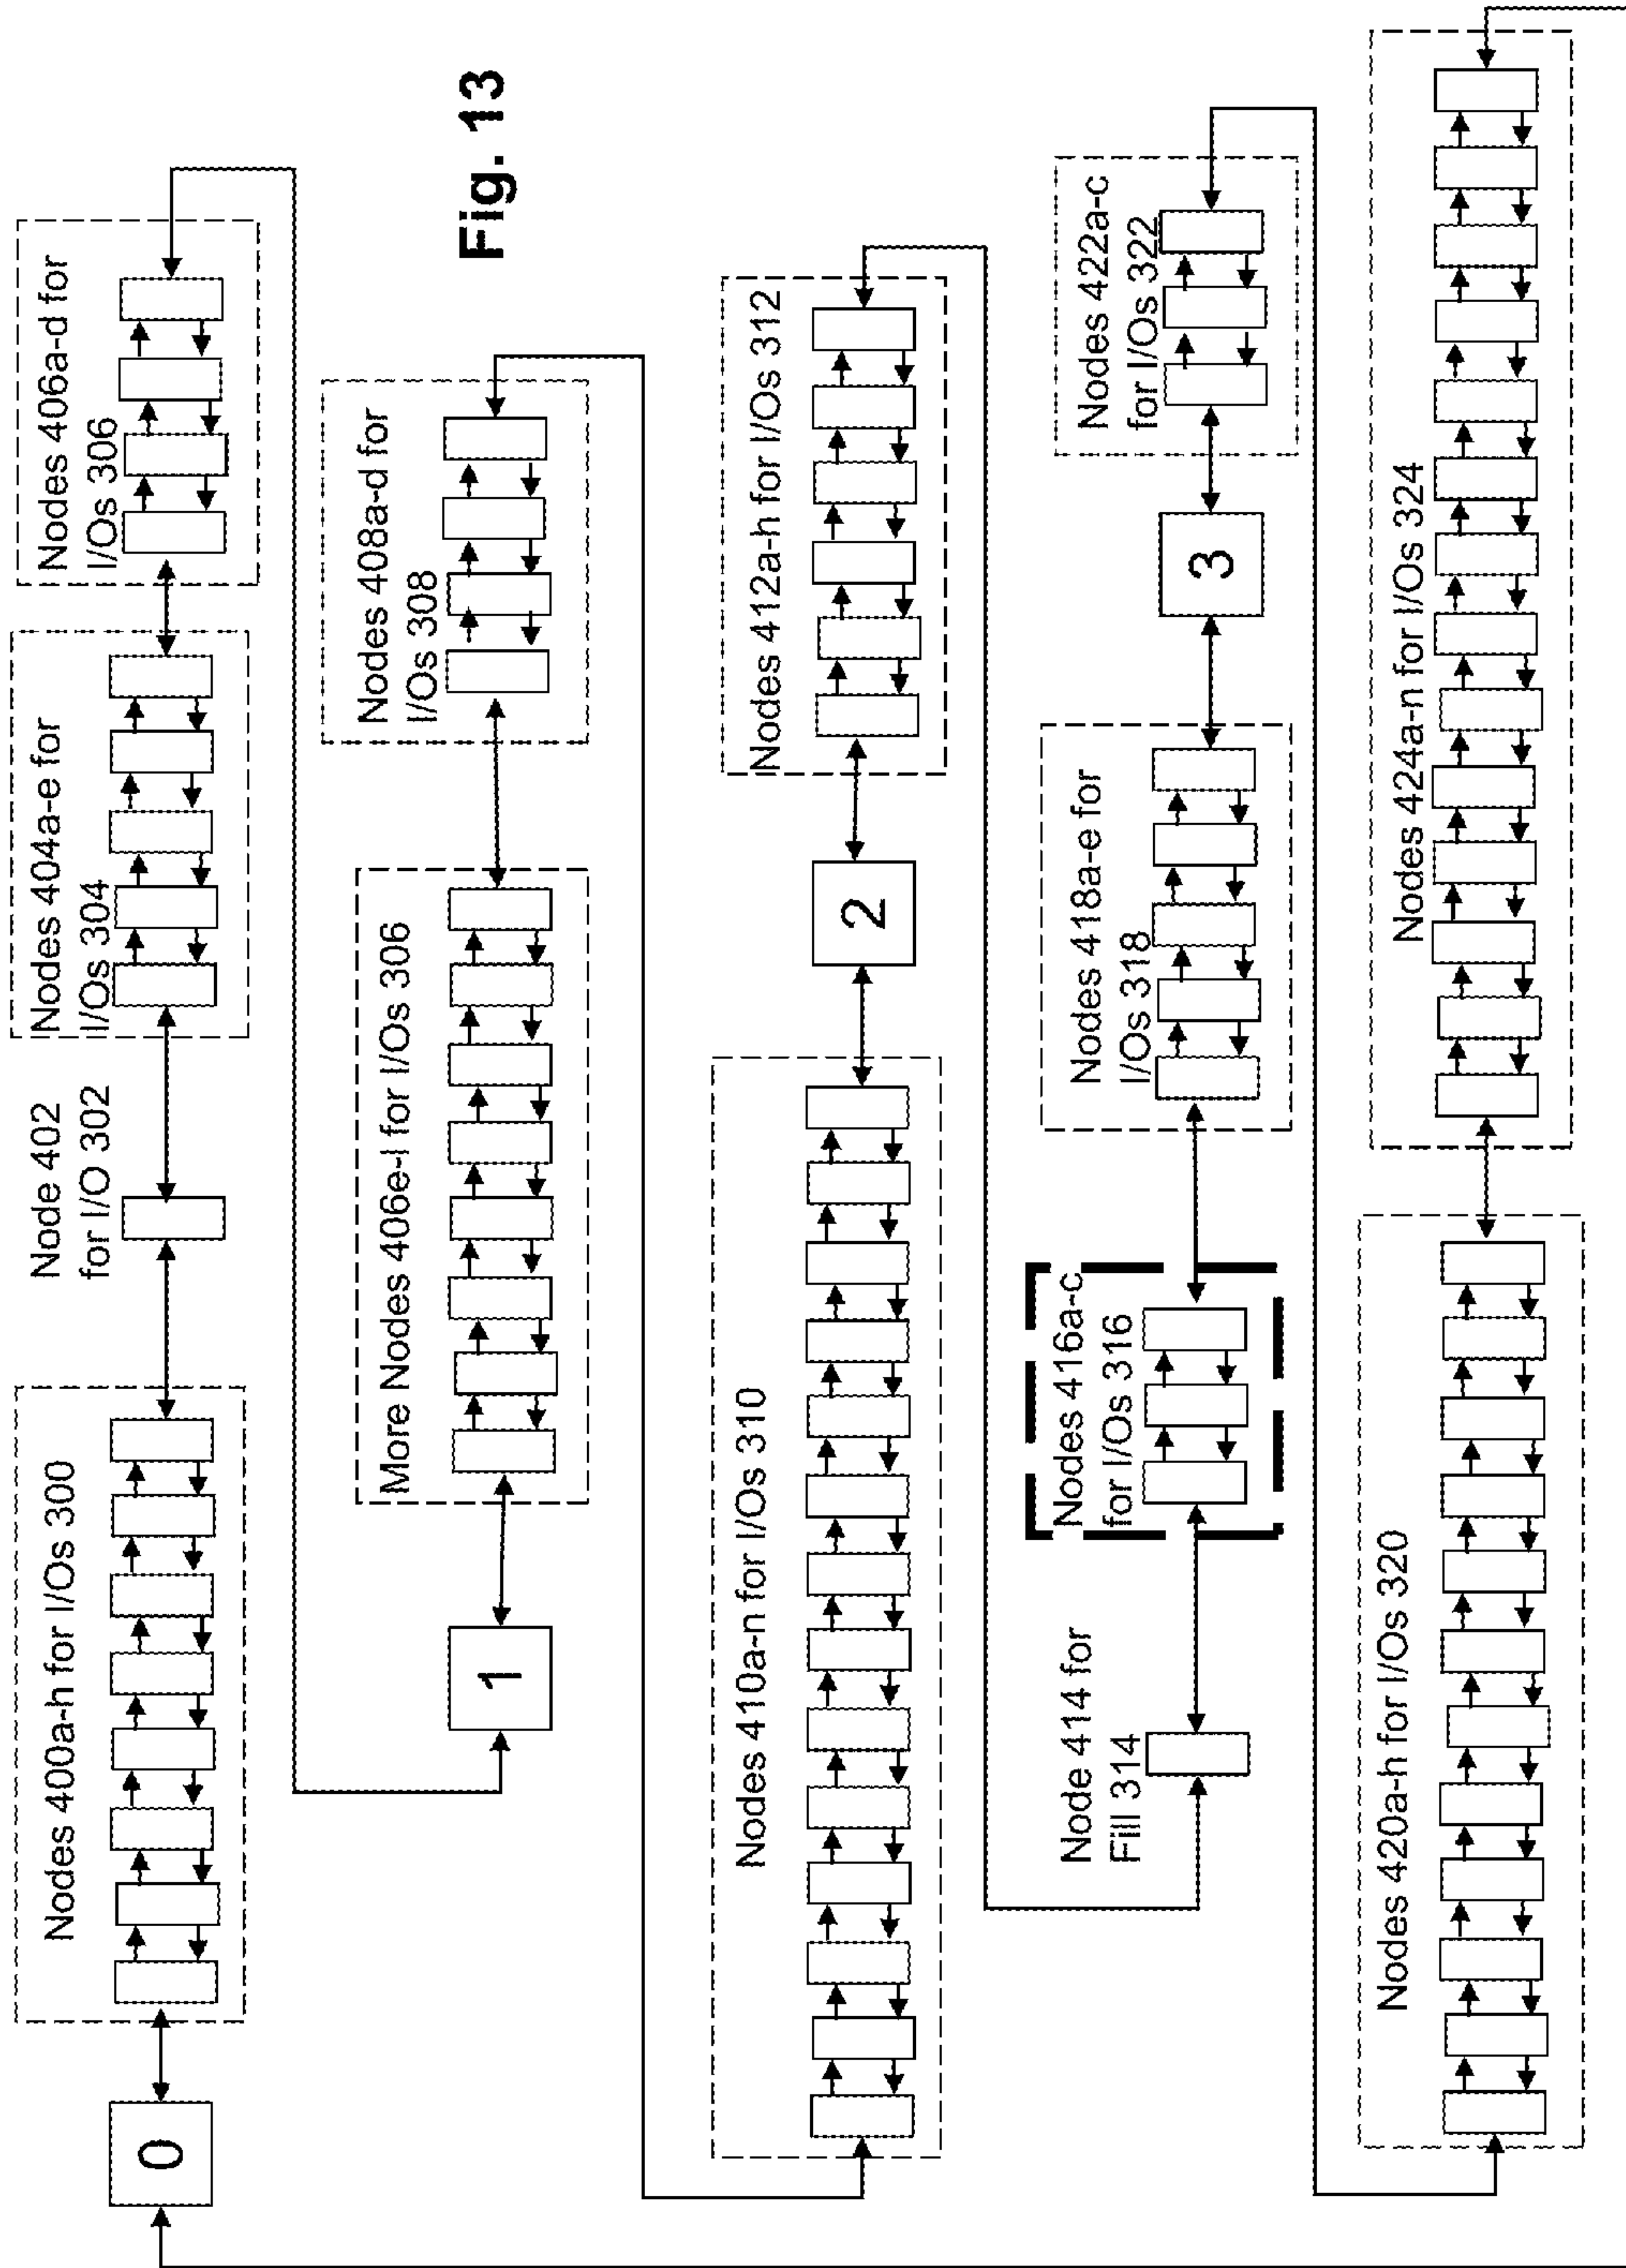 0
Nodes 400a-h for I/Os 300
Node 402
for I/O 302
Nodes 404a-e for
I/Os 304
Nodes 406a-d for
I/Os 306
1
More Nodes 406e-l for I/Os 306
Nodes 408a-d for
I/Os 308
Fig. 13
Nodes 410a-n for I/Os 310
2
Nodes 412a-h for I/Os 312
Node 414 for
Fill 314
Nodes 416a-c
for I/Os 316
Nodes 418a-e for
I/Os 318
3
Nodes 422a-c
for I/Os 322
Nodes 420a-h for I/Os 320
Nodes 424a-n for I/Os 324